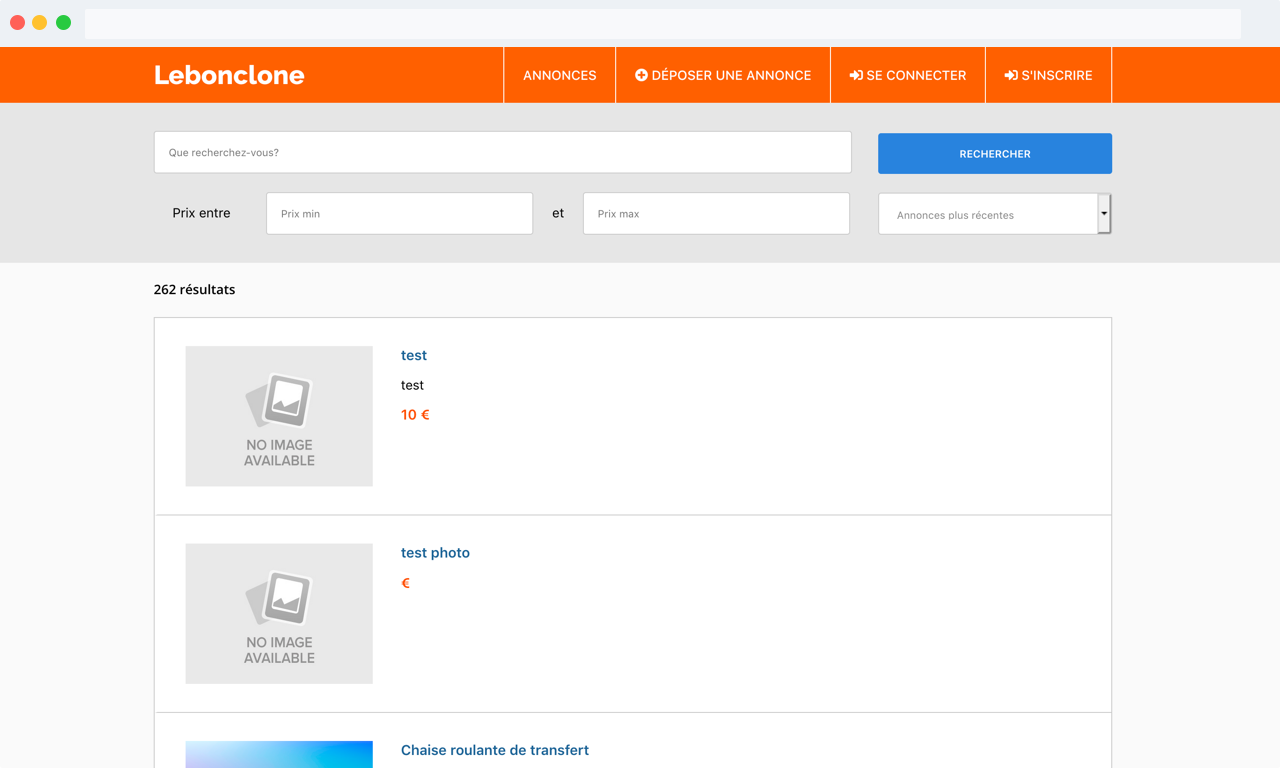 Lebonclone
ANNONCES
DÉPOSER UNE ANNONCE
SE CONNECTER
S'INSCRIRE
Que recherchez-vous?
RECHERCHER
Prix entre
Prix min
et
Prix max
Annonces plus récentes
262 résultats
NO IMAGE
AVAILABLE
test
test
10 €
NO IMAGE
AVAILABLE
test photo
€
Chaise roulante de transfert